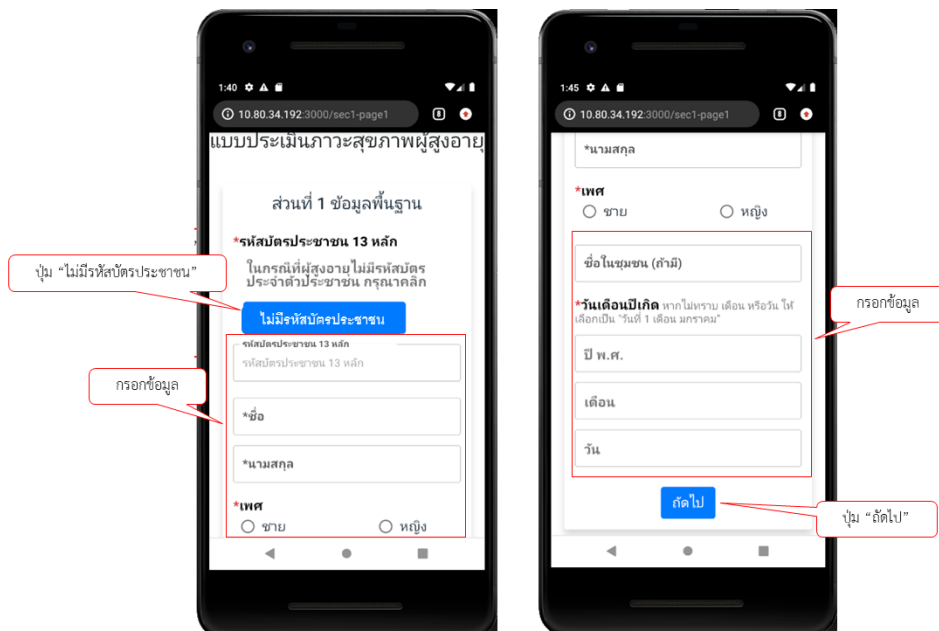 1:40
10.80.34.192:3000/sec1-page1
8
แบบประเมินภาวะสุขภาพผู้สูงอายุ
ส่วนที่ 1 ข้อมูลพื้นฐาน
*รหัสบัตรประชาชน 13 หลัก
ในกรณีที่ผู้สูงอายุไม่มีรหัสบัตร
ประจำตัวประชาชน กรุณาคลิก
ไม่มีรหัสบัตรประชาชน
รหัสบัตรประชาชน 13 หลัก
รหัสบัตรประชาชน 13 หลัก
*ชื่อ
*นามสกุล
*เพศ
ชาย หญิง
ปุ่ม “ไม่มีรหัสบัตรประชาชน”
กรอกข้อมูล
1:45
10.80.34.192:3000/sec1-page1
8
*นามสกุล
*เพศ
ชาย หญิง
ชื่อในชุมชน (ถ้ามี)
*วันเดือนปีเกิด หากไม่ทราบ เดือน หรือวัน ให้
เลือกเป็น "วันที่ 1 เดือน มกราคม"
ปี พ.ศ.
เดือน
วัน
ถัดไป
กรอกข้อมูล
ปุ่ม “ถัดไป”